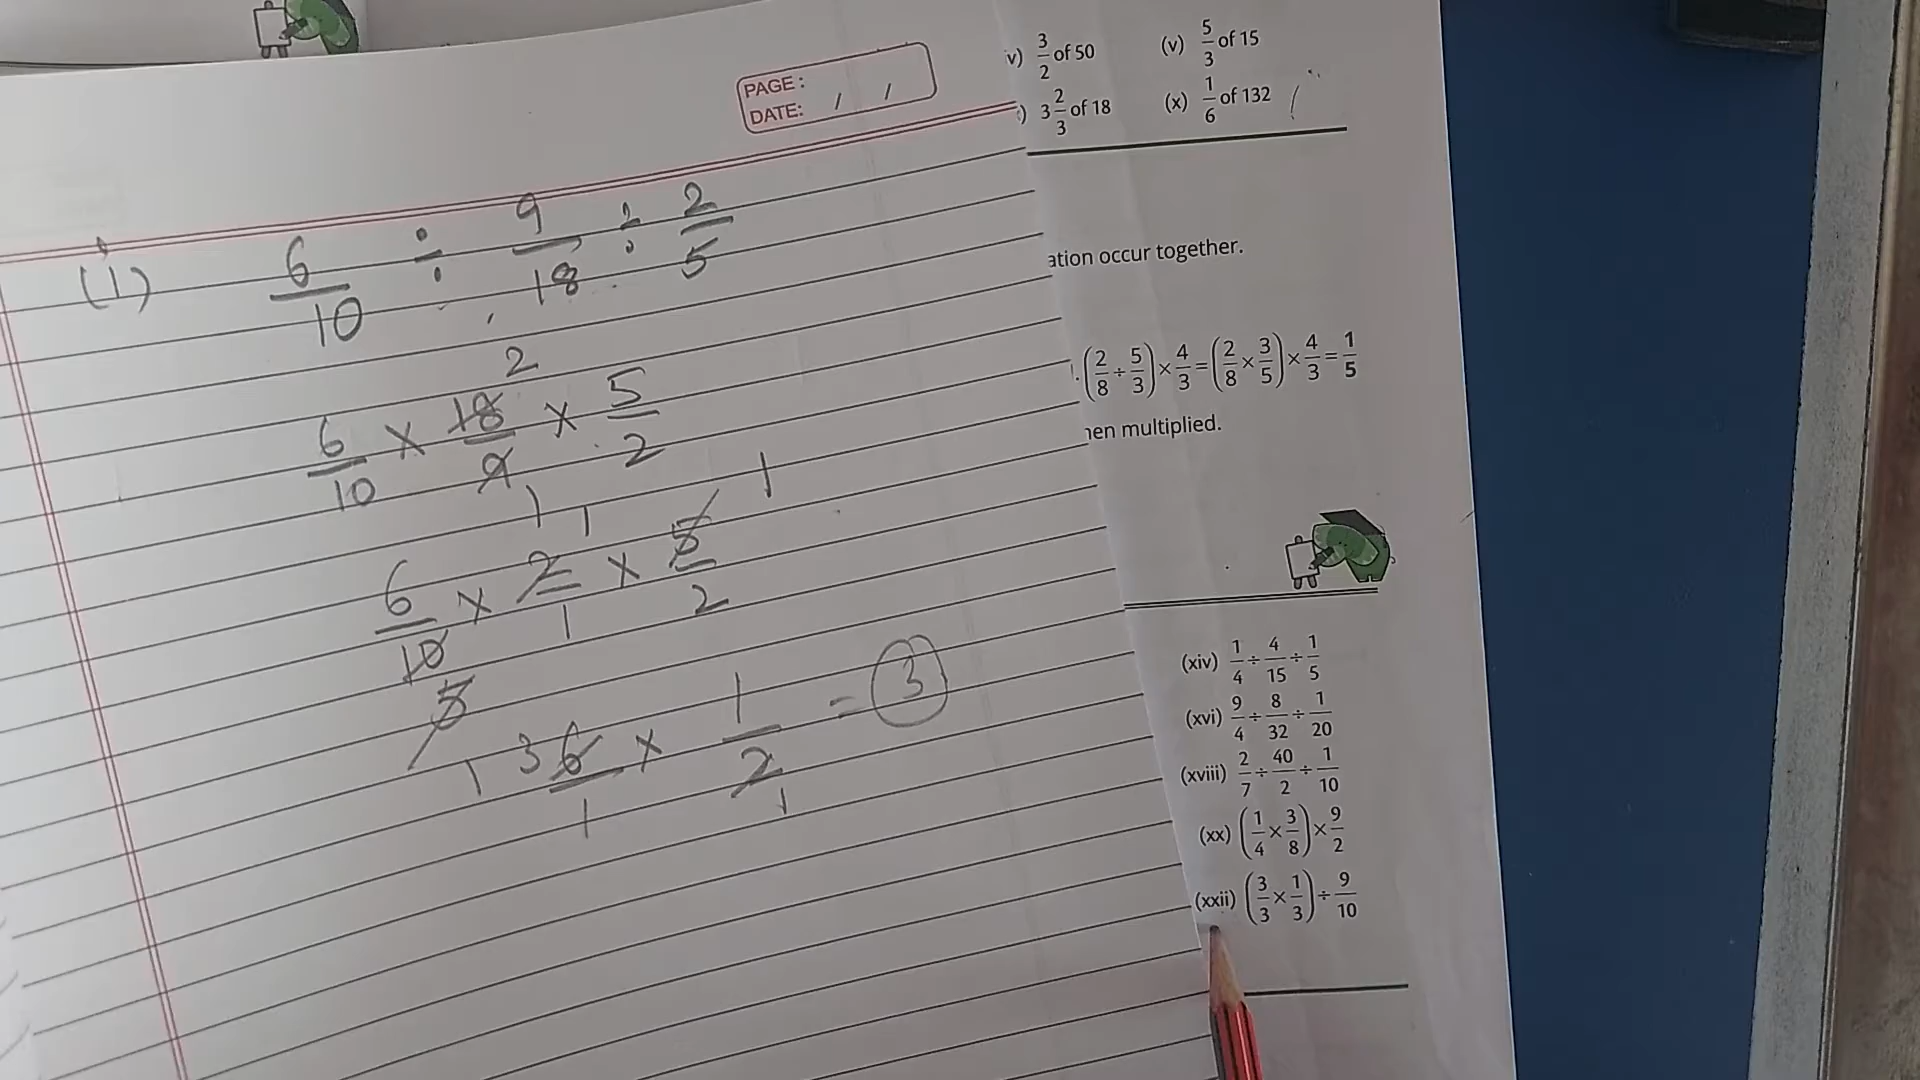 PAGE:
DATE: / /
(i) 6/10 ÷ 9/18 ÷ 2/5
2
6/10 × 18/9 × 5/2
1 1 1
6/10 × 2/1 × 5/2
5
1 3 6/1 × 1/2 = 3
1
v) 3/2 of 50 (v) 5/3 of 15
) 3 2/3 of 18 (x) 1/6 of 132
ation occur together.
(2/8 ÷ 5/3) × 4/3 = (2/8 × 3/5) × 4/3 = 1/5
hen multiplied.
(xiv) 1/4 ÷ 4/15 ÷ 1/5
(xvi) 9/4 ÷ 8/32 ÷ 1/20
(xviii) 2/7 ÷ 40/2 ÷ 1/10
(xx) (1/4 × 3/8) × 9/2
(xxii) (3/3 × 1/3) ÷ 9/10